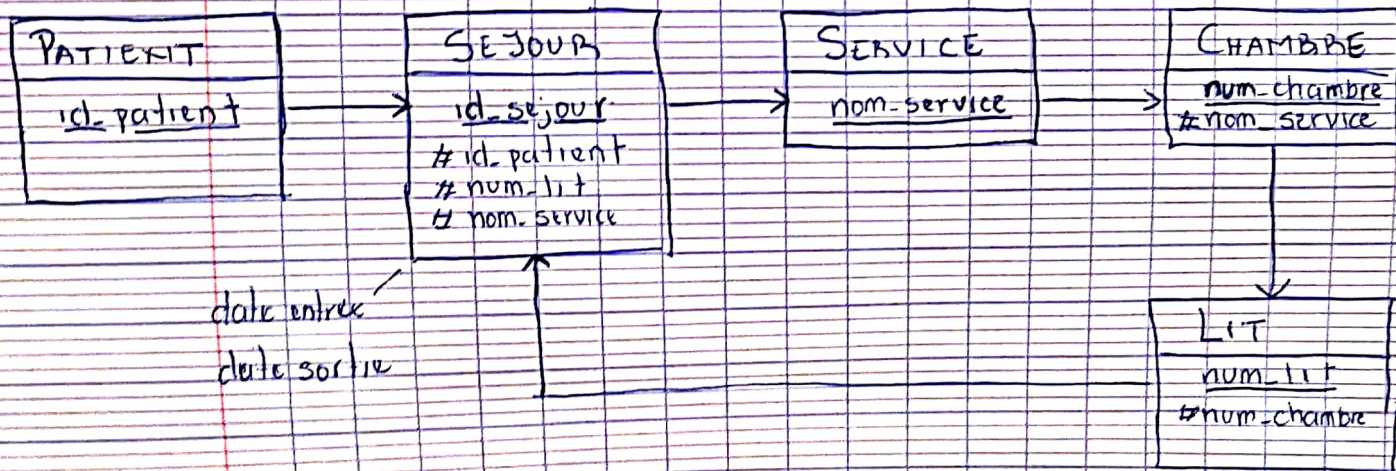 PATIENT
id_patient
SEJOUR
id_sejour
# id_patient
# num_lit
# nom_service
date entree
date sortie
SERVICE
nom_service
CHAMBRE
num_chambre
# nom_service
LIT
num_lit
# num_chambre